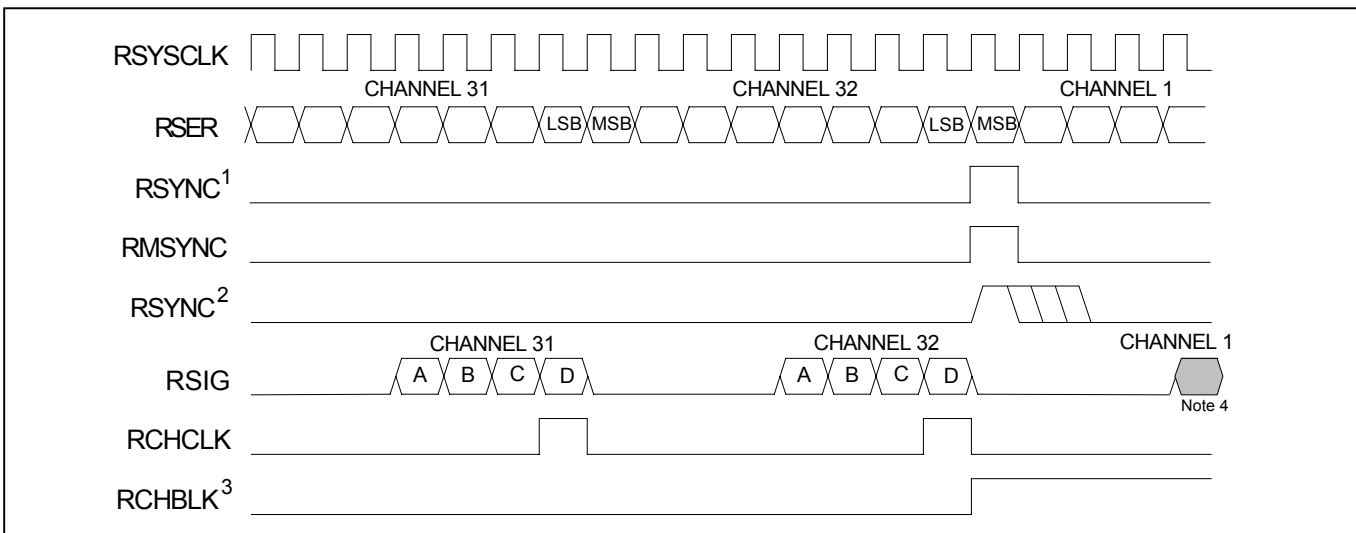 RSYSCLK
CHANNEL 31 CHANNEL 32 CHANNEL 1
RSER LSB MSB LSB MSB
RSYNC1
RMSYNC
RSYNC2
CHANNEL 31 CHANNEL 32 CHANNEL 1
RSIG A B C D A B C D
Note 4
RCHCLK
RCHBLK3